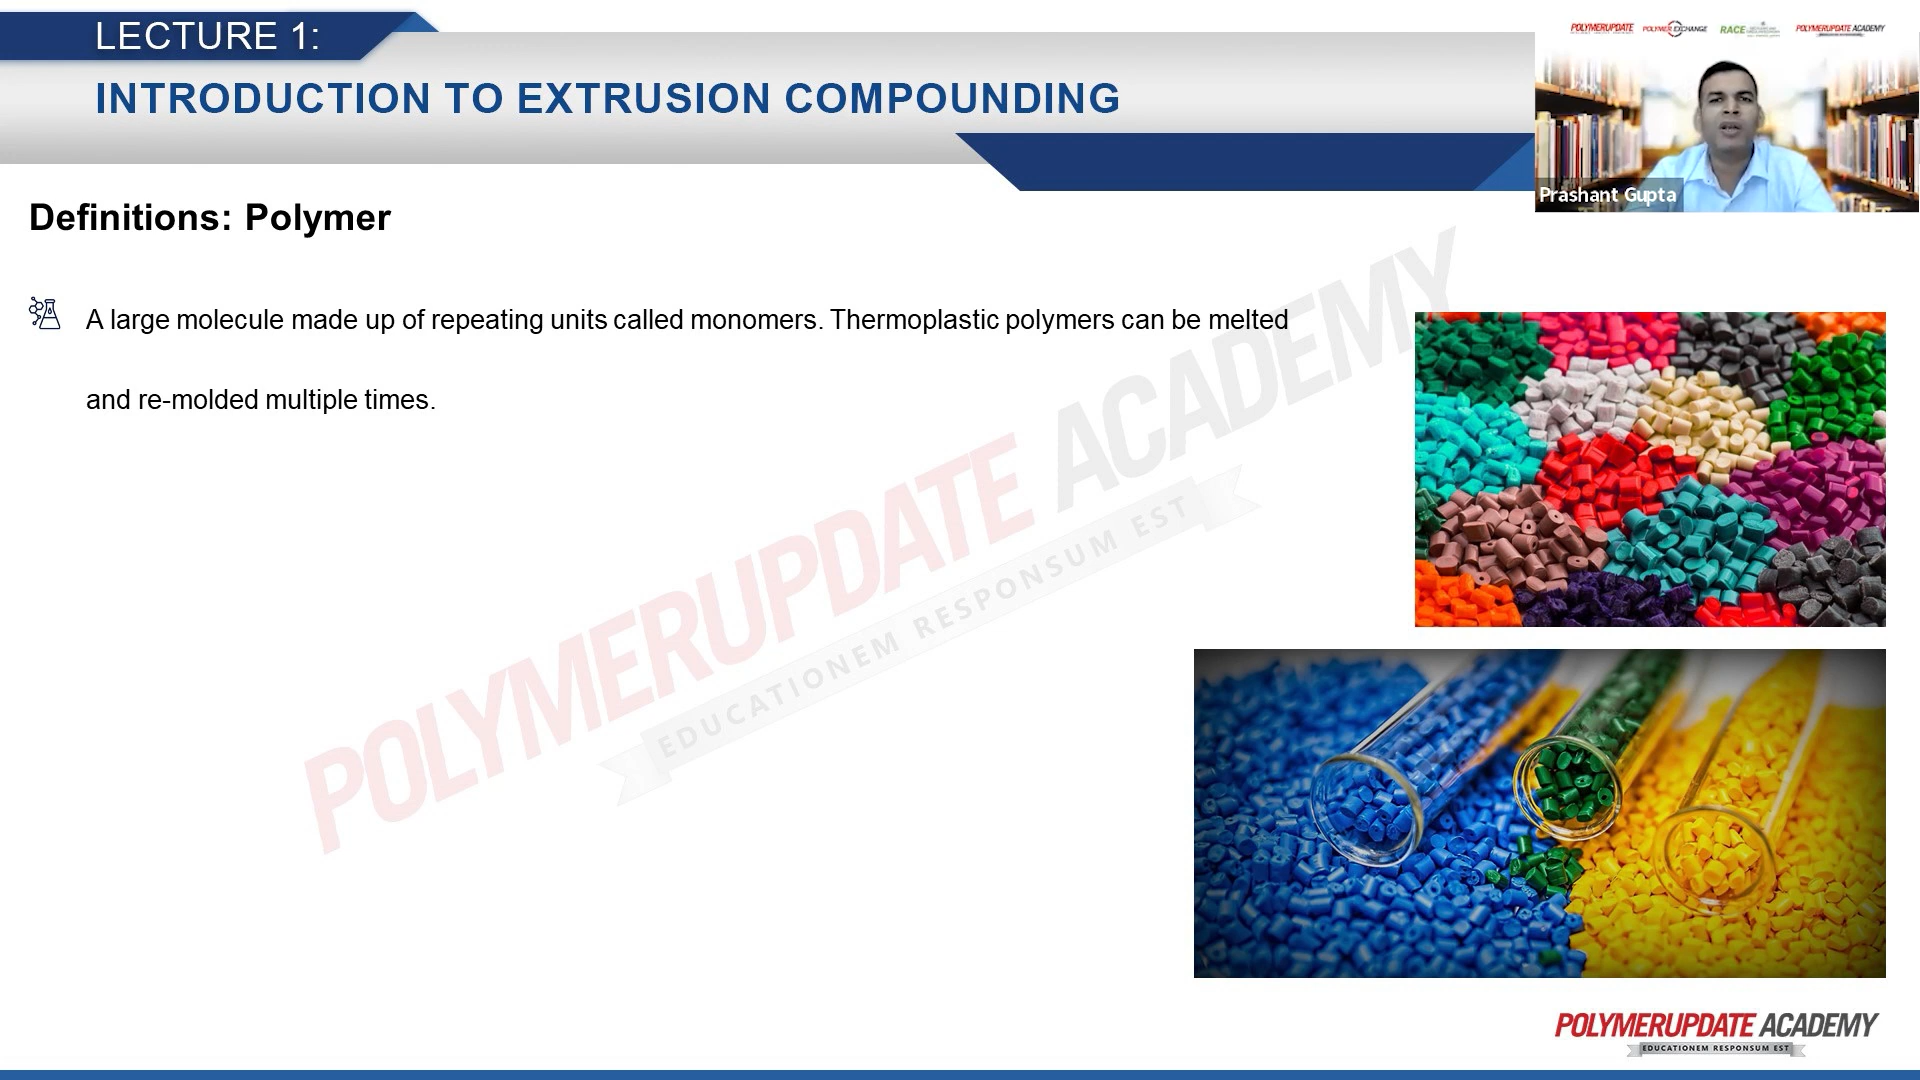 LECTURE 1:
INTRODUCTION TO EXTRUSION COMPOUNDING
POLYMERUPDATE
POLYMER EXCHANGE
RACE
POLYMERUPDATE ACADEMY
Prashant Gupta
Definitions: Polymer
A large molecule made up of repeating units called monomers. Thermoplastic polymers can be melted
and re-molded multiple times.
POLYMERUPDATE ACADEMY
EDUCATIONEM RESPONSUM EST
POLYMERUPDATE ACADEMY
EDUCATIONEM RESPONSUM EST